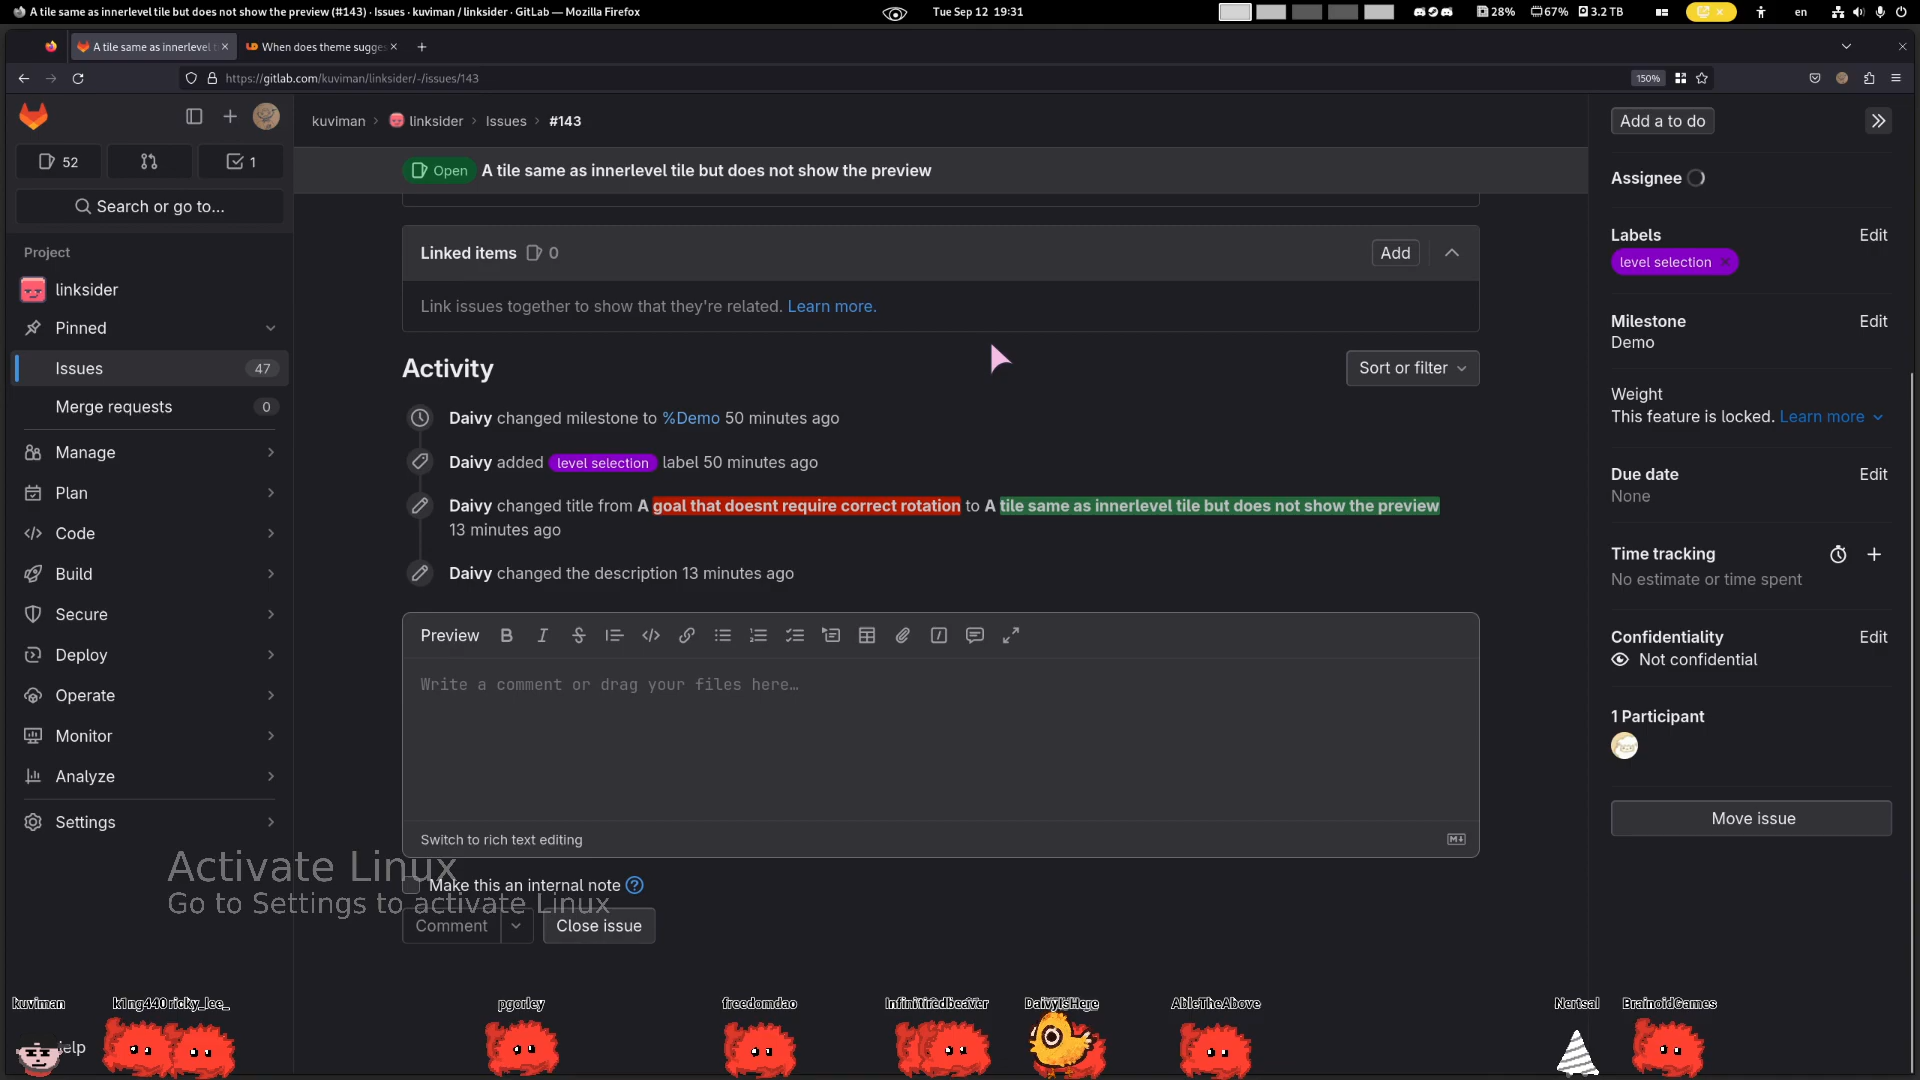 A tile same as innerlevel tile but does not show the preview (#143) · Issues · kuviman / linksider · GitLab — Mozilla Firefox
Tue Sep 12 19:31
28% 67% 3.2 TB en
A tile same as innerlevel t
When does theme sugges
https://gitlab.com/kuviman/linksider/-/issues/143
150%
kuviman › linksider › Issues › #143
Add a to do
52
1
Open A tile same as innerlevel tile but does not show the preview
Search or go to...
Project
linksider
Pinned
Issues 47
Merge requests 0
Manage
Plan
Code
Build
Secure
Deploy
Operate
Monitor
Analyze
Settings
Linked items 0
Add
Link issues together to show that they're related. Learn more.
Activity
Sort or filter
Daivy changed milestone to %Demo 50 minutes ago
Daivy added level selection label 50 minutes ago
Daivy changed title from A goal that doesnt require correct rotation to A tile same as innerlevel tile but does not show the preview
13 minutes ago
Daivy changed the description 13 minutes ago
Preview
Write a comment or drag your files here…
Switch to rich text editing
Make this an internal note
Comment
Close issue
Assignee
Labels Edit
level selection
Milestone Edit
Demo
Weight
This feature is locked. Learn more
Due date Edit
None
Time tracking
No estimate or time spent
Confidentiality Edit
Not confidential
1 Participant
Move issue
Activate Linux
Go to Settings to activate Linux
kuviman
k1ng440
ricky_lee_
pgorley
freedomdao
DaivyIsHere
AbleTheAbove
Nertsal
BrainoidGames
elp